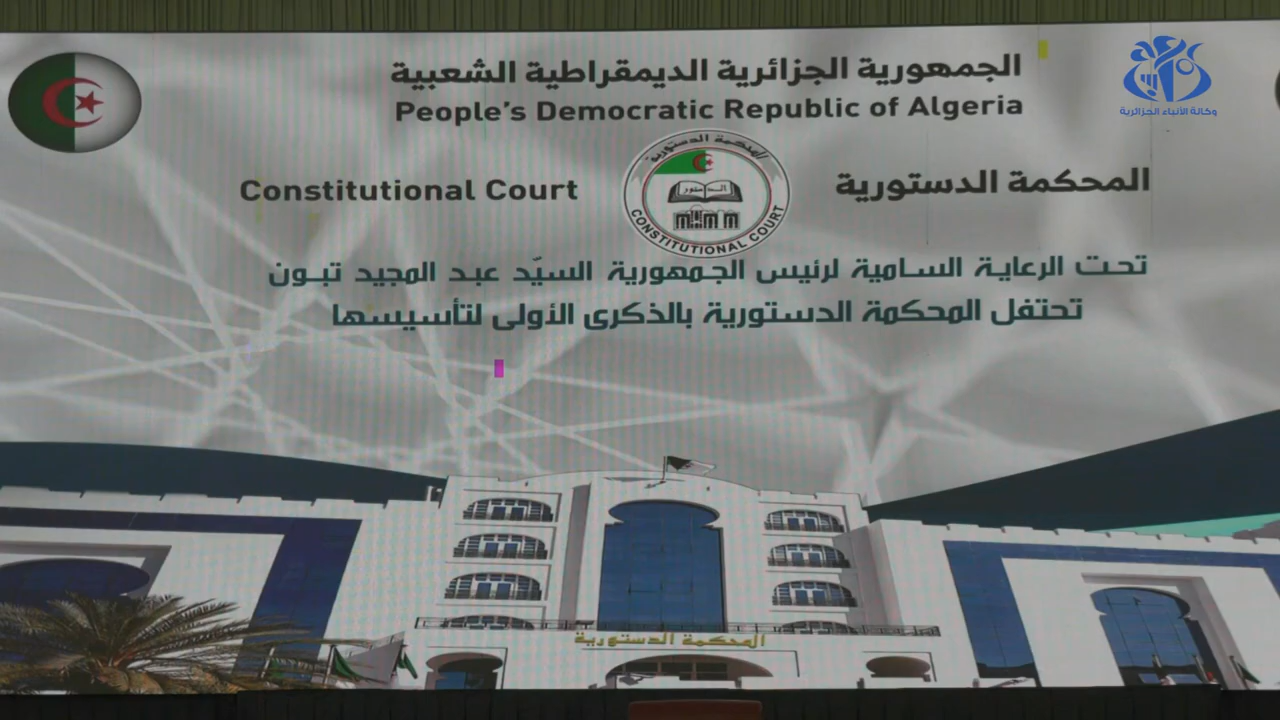 الجمهورية الجزائرية الديمقراطية الشعبية
People's Democratic Republic of Algeria
وكالة الأنباء الجزائرية
المحكمة الدستورية
Constitutional Court
المحكمة الدستورية
الدستور
CONSTITUTIONAL COURT
تحت الرعاية السامية لرئيس الجمهورية السيّد عبد المجيد تبون
تحتفل المحكمة الدستورية بالذكرى الأولى لتأسيسها
المحكمة الدستورية